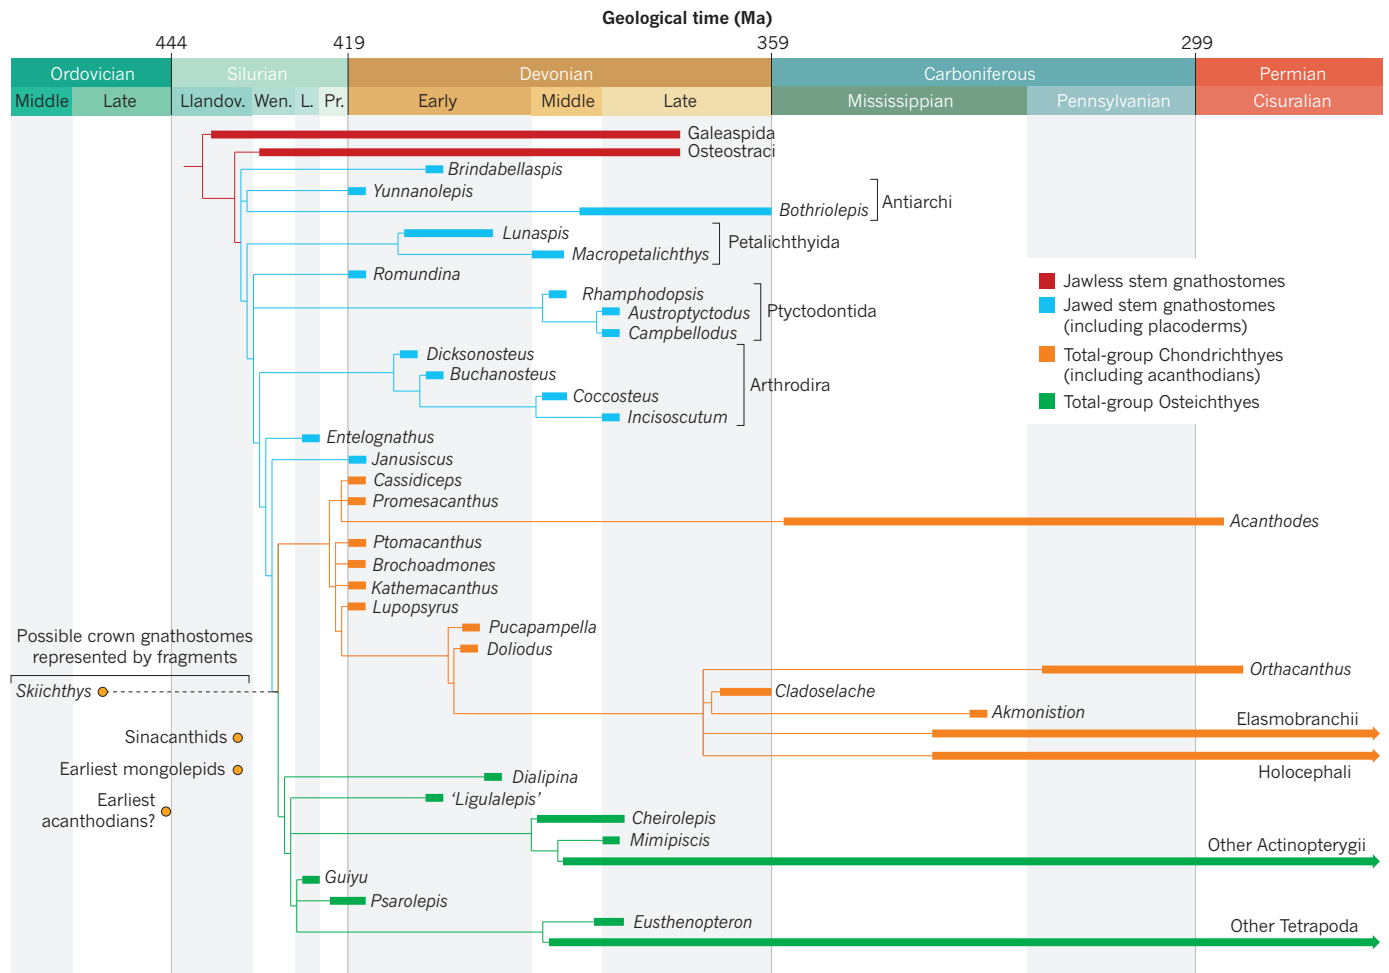 Geological time (Ma)
444
419
359
299
Ordovician
Silurian
Devonian
Carboniferous
Permian
Middle
Late
Llandov.
Wen.
L.
Pr.
Early
Middle
Late
Mississippian
Pennsylvanian
Cisuralian
Galeaspida
Osteostraci
Brindabellaspis
Yunnanolepis
Bothriolepis
Antiarchi
Lunaspis
Macropetalichthys
Petalichthyida
Romundina
Rhamphodopsis
Austroptyctodus
Campbellodus
Ptyctodontida
Dicksonosteus
Buchanosteus
Coccosteus
Incisoscutum
Arthrodira
Entelognathus
Janusiscus
Cassidiceps
Promesacanthus
Acanthodes
Ptomacanthus
Brochoadmones
Kathemacanthus
Lupopsyrus
Pucapampella
Doliodus
Orthacanthus
Cladoselache
Akmonistion
Elasmobranchii
Holocephali
Dialipina
‘Ligulalepis’
Cheirolepis
Mimipiscis
Other Actinopterygii
Guiyu
Psarolepis
Eusthenopteron
Other Tetrapoda
Jawless stem gnathostomes
Jawed stem gnathostomes
(including placoderms)
Total-group Chondrichthyes
(including acanthodians)
Total-group Osteichthyes
Possible crown gnathostomes
represented by fragments
Skiichthys
Sinacanthids
Earliest mongolepids
Earliest
acanthodians?